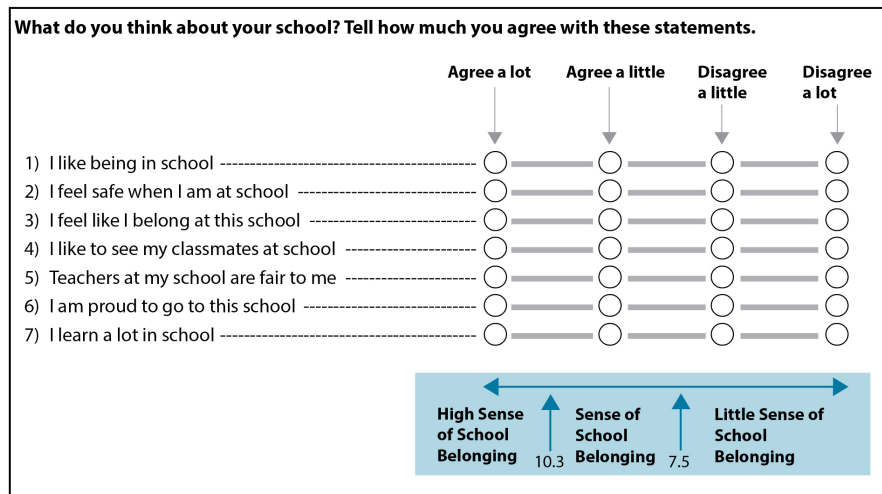 What do you think about your school? Tell how much you agree with these statements.
Agree a lot
Agree a little
Disagree
a little
Disagree
a lot
1) I like being in school
2) I feel safe when I am at school
3) I feel like I belong at this school
4) I like to see my classmates at school
5) Teachers at my school are fair to me
6) I am proud to go to this school
7) I learn a lot in school
High Sense
of School
Belonging
10.3
Sense of
School
Belonging
7.5
Little Sense of
School
Belonging